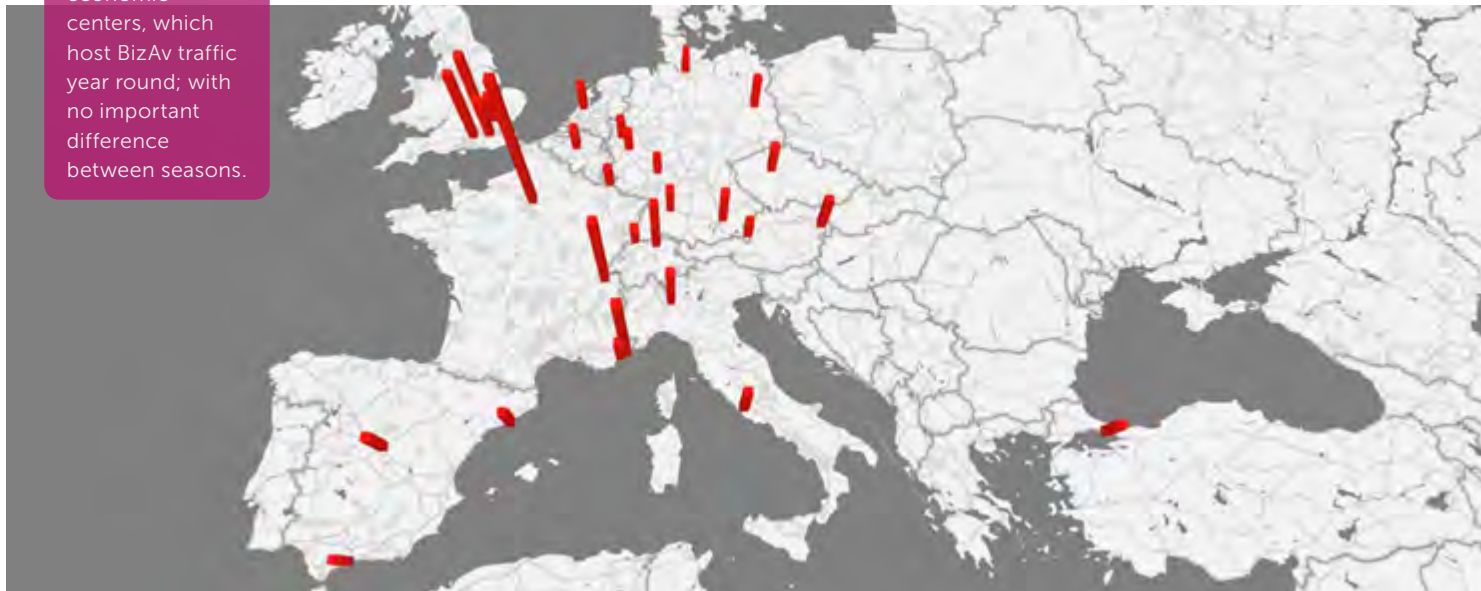 centers, which
host BizAv traffic
year round; with
no important
difference
between seasons.